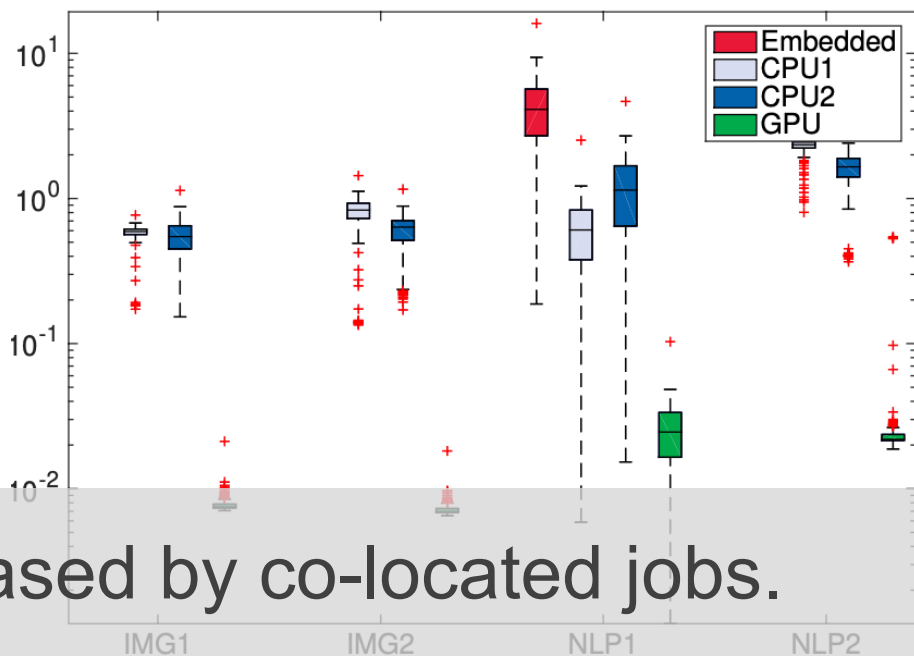 10^1
10^0
10^-1
10^-2
Embedded
CPU1
CPU2
GPU
by co-located jobs.
IMG1
IMG2
NLP1
NLP2